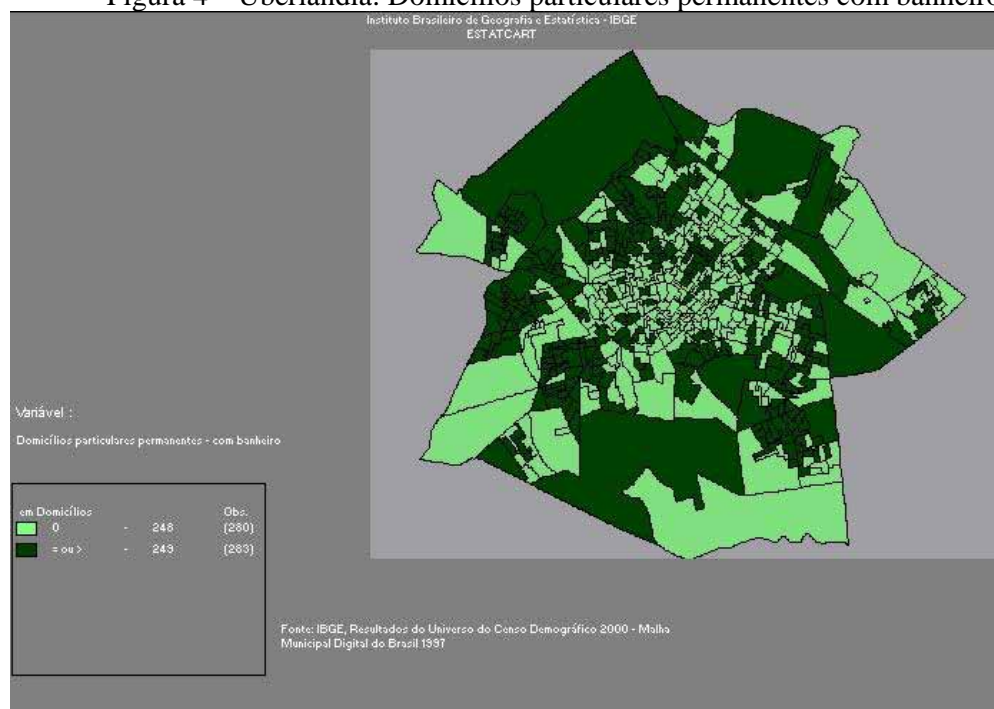 Figura 4 – Uberlândia: Domicílios particulares permanentes com banheiro
Instituto Brasileiro de Geografia e Estatística - IBGE
ESTATCART
Variável :
Domicílios particulares permanentes - com banheiro
em Domicílios Obs.
0 - 248 (280)
= ou > - 249 (283)
Fonte: IBGE, Resultados do Universo do Censo Demográfico 2000 - Malha
Municipal Digital do Brasil 1997